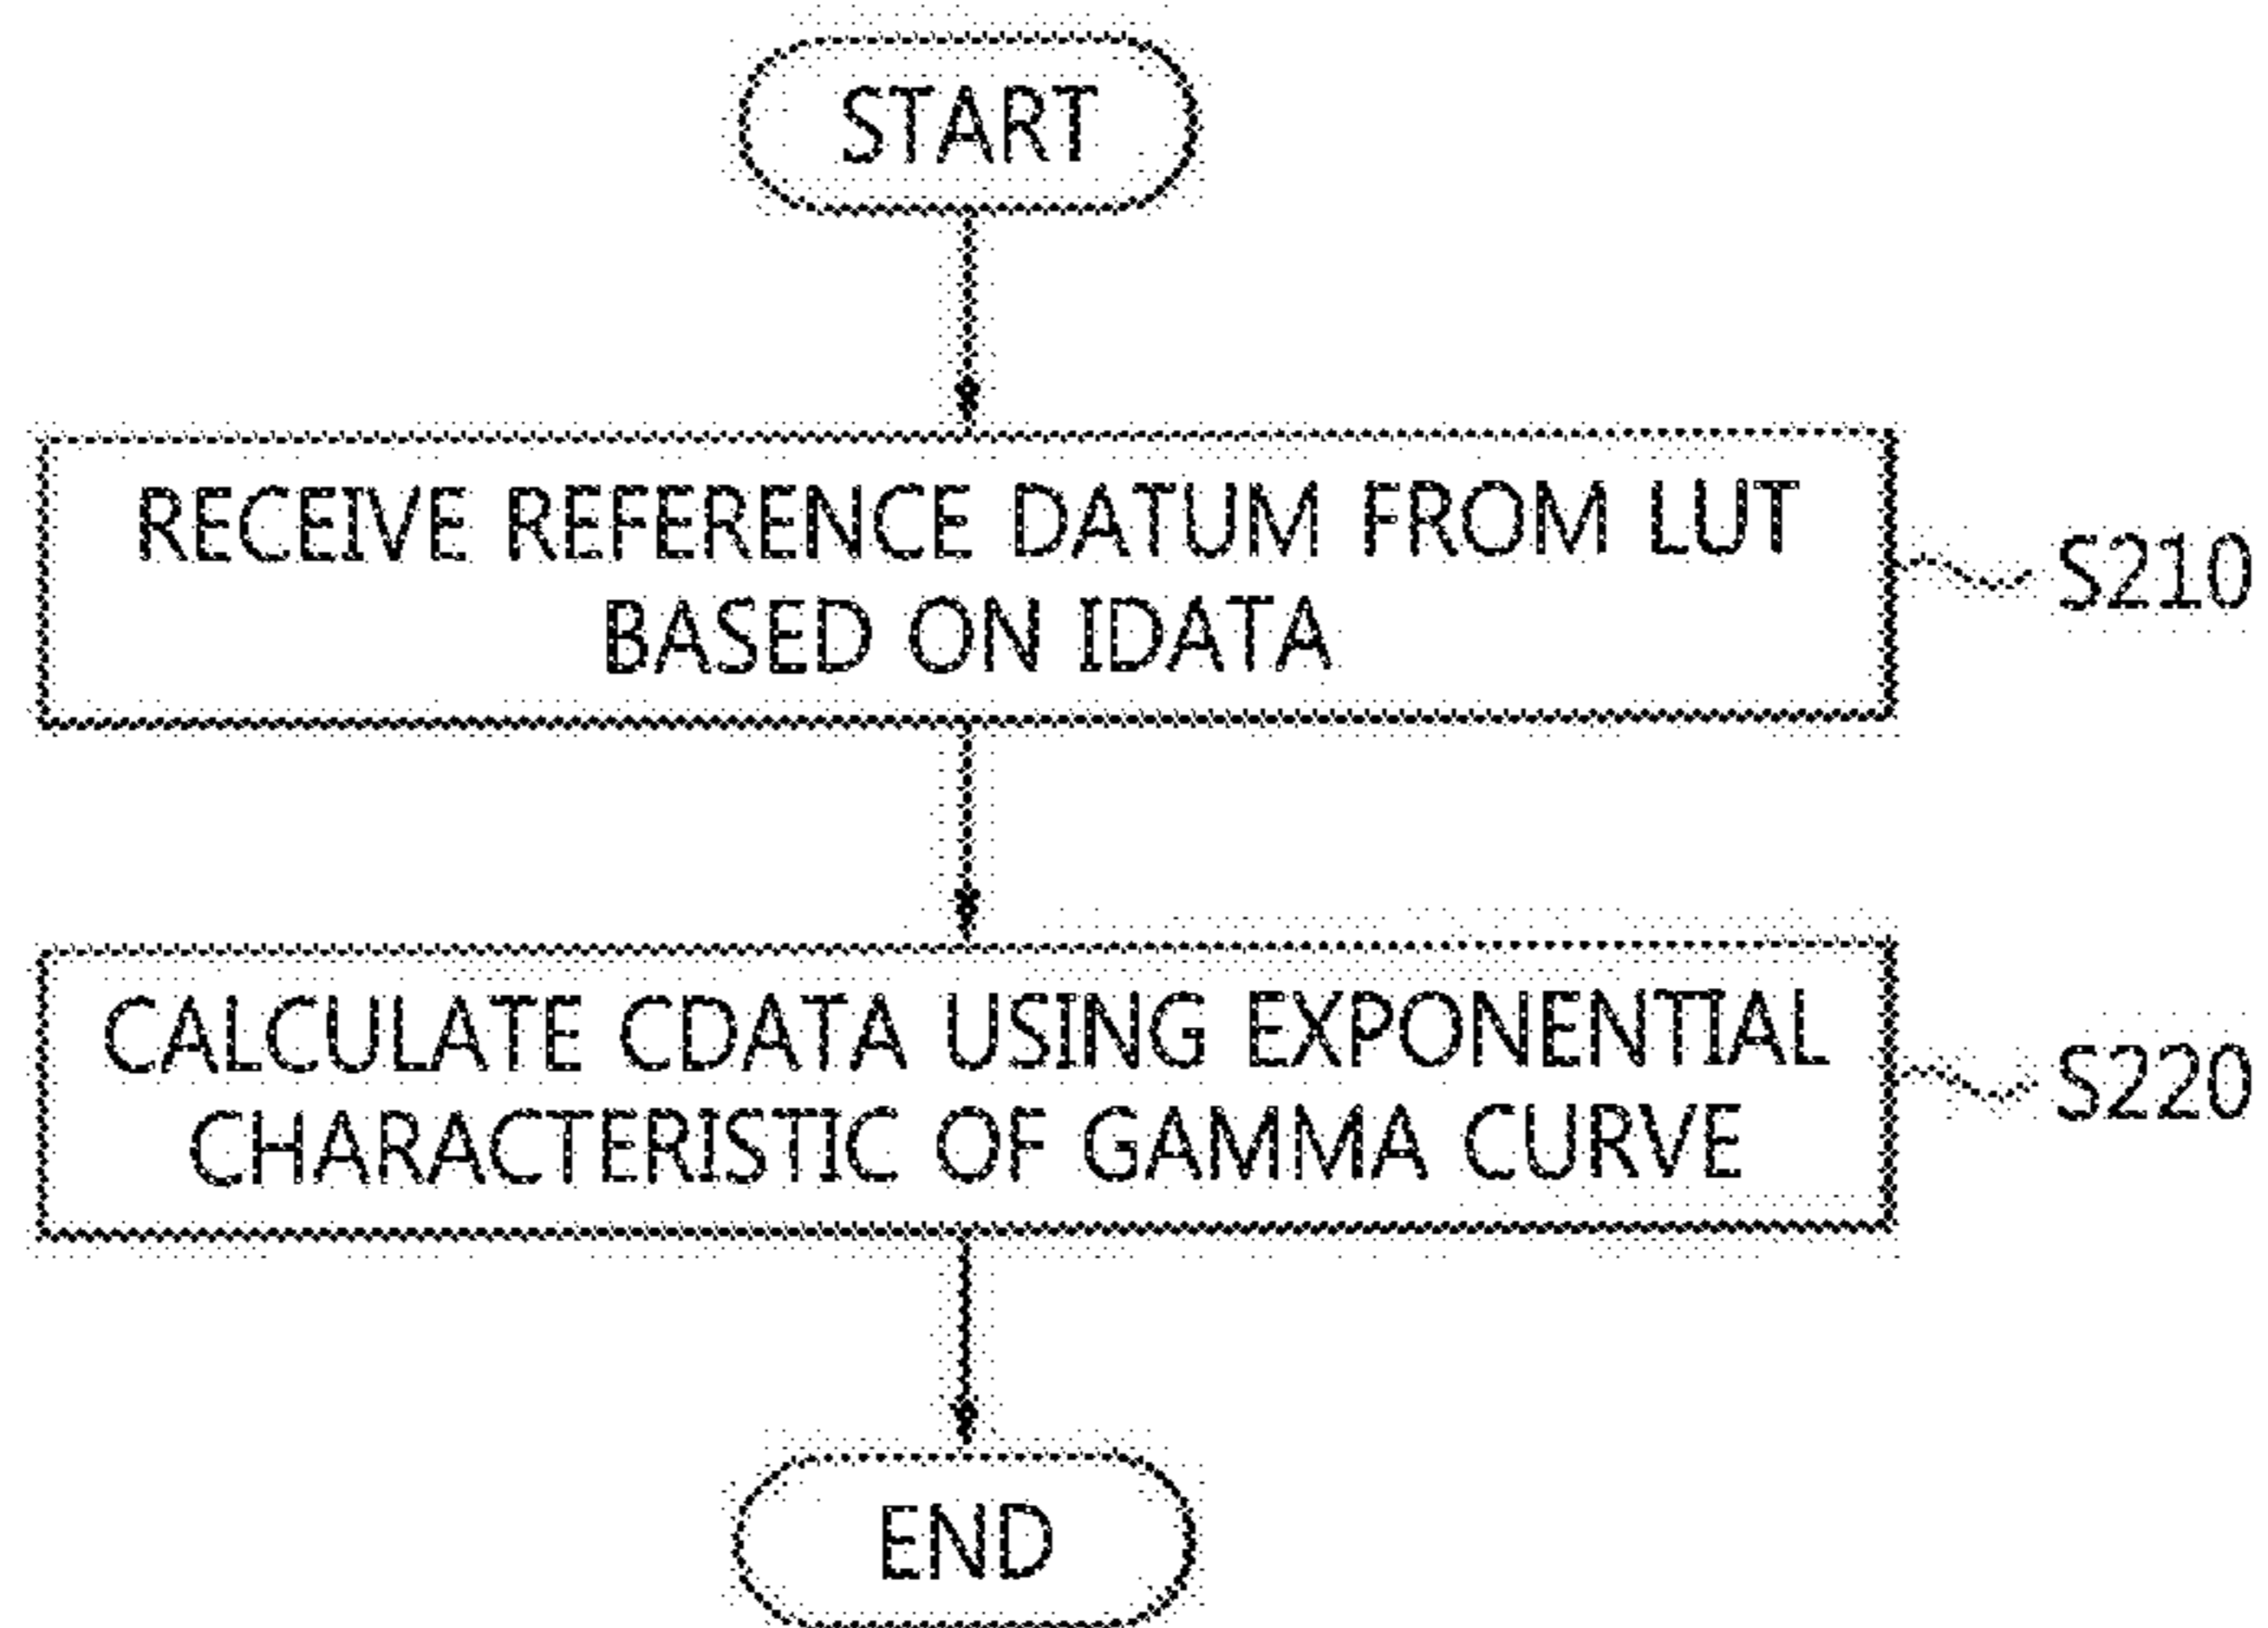 START
RECEIVE REFERENCE DATUM FROM LUT
BASED ON IDATA
S210
CALCULATE CDATA USING EXPONENTIAL
CHARACTERISTIC OF GAMMA CURVE
S220
END